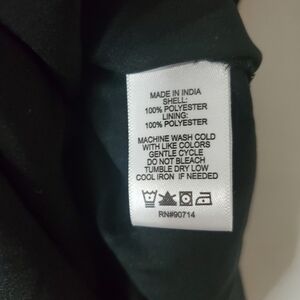 MADE IN INDIA
SHELL:
100% POLYESTER
LINING:
100% POLYESTER
MACHINE WASH COLD
WITH LIKE COLORS
GENTLE CYCLE
DO NOT BLEACH
TUMBLE DRY LOW
COOL IRON IF NEEDED
RN#90714